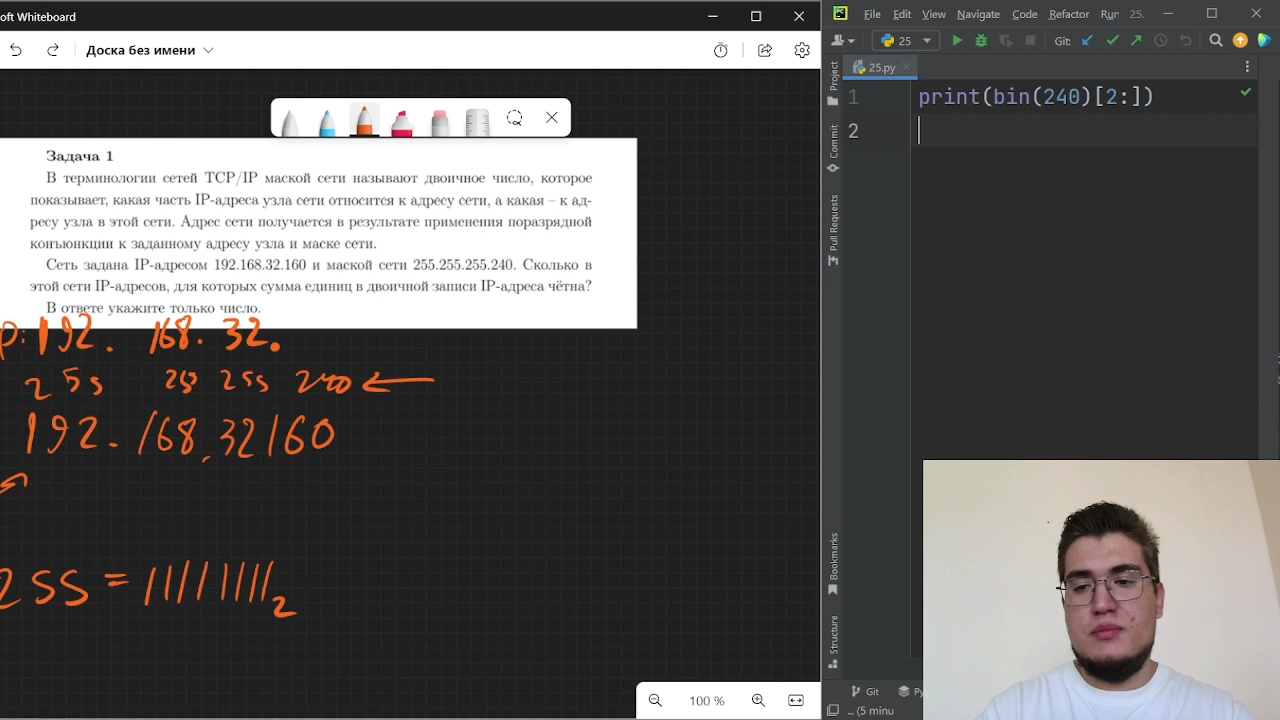 oft Whiteboard
Доска без имени
Задача 1
В терминологии сетей TCP/IP маской сети называют двоичное число, которое
показывает, какая часть IP-адреса узла сети относится к адресу сети, а какая – к ад-
ресу узла в этой сети. Адрес сети получается в результате применения поразрядной
конъюнкции к заданному адресу узла и маске сети.
Сеть задана IP-адресом 192.168.32.160 и маской сети 255.255.255.240. Сколько в
этой сети IP-адресов, для которых сумма единиц в двоичной записи IP-адреса чётна?
В ответе укажите только число.
р: 192. 168. 32.
255 255 255 240
192. 168. 32 160
255 = 11111111₂
100 %
File Edit View Navigate Code Refactor Run 25.
25 Git:
25.py
1 print(bin(240)[2:])
2
Project
Commit
Pull Requests
Bookmarks
Structure
Git Py
... (5 minu